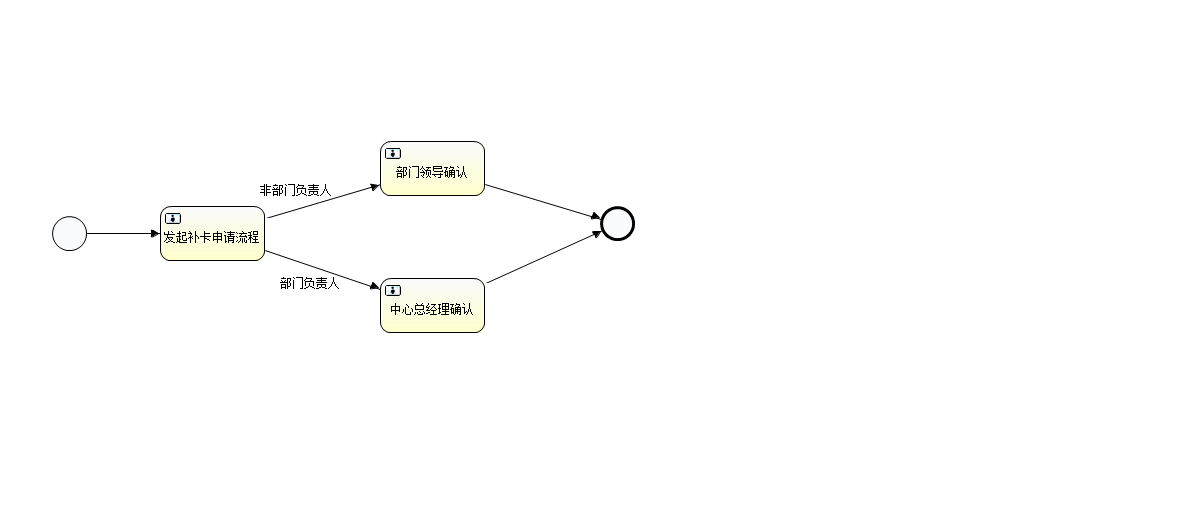 非部门负责人
部门领导确认
发起补卡申请流程
部门负责人
中心总经理确认